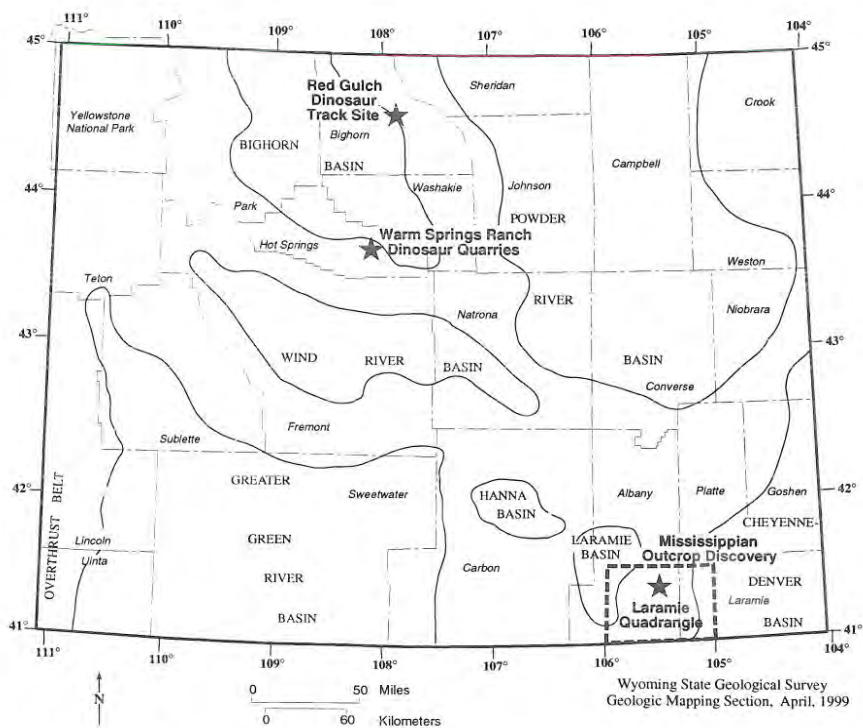 111°
110°
109°
108°
107°
106°
105°
104°
45°
45°
Red Gulch
Dinosaur
Track Site
Sheridan
Yellowstone
National Park
Crook
Bighorn
BIGHORN
BASIN
Campbell
44°
44°
Washakie
Johnson
Park
POWDER
Warm Springs Ranch
Dinosaur Quarries
Hot Springs
Weston
Teton
RIVER
Niobrara
Natrona
43°
43°
WIND
RIVER
BASIN
BASIN
Converse
Fremont
Sublette
OVERTHRUST BELT
GREATER
42°
42°
Sweetwater
HANNA
BASIN
Albany
Platte
Goshen
CHEYENNE-
GREEN
LARAMIE
BASIN
Mississippian
Outcrop Discovery
Lincoln
Uinta
Carbon
DENVER
RIVER
Laramie
Quadrangle
Laramie
BASIN
BASIN
41°
41°
111°
110°
109°
108°
107°
106°
105°
104°
N
0 50 Miles
0 60 Kilometers
Wyoming State Geological Survey
Geologic Mapping Section, April, 1999